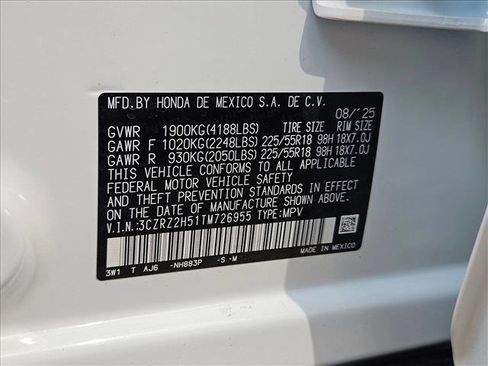 MFD.BY HONDA DE MEXICO S.A. DE C.V.
08/'25
GVWR 1900KG(4188LBS) TIRE SIZE RIM SIZE
GAWR F 1020KG(2248LBS) 225/55R18 98H 18X7.0J
GAWR R 930KG(2050LBS) 225/55R18 98H 18X7.0J
THIS VEHICLE CONFORMS TO ALL APPLICABLE
FEDERAL MOTOR VEHICLE SAFETY
AND THEFT PREVENTION STANDARDS IN EFFECT
ON THE DATE OF MANUFACTURE SHOWN ABOVE.
V.I.N.:3CZRZ2H51TM726955 TYPE:MPV
3W1 T AJ6 -NH883P -S -M
MADE IN MEXICO